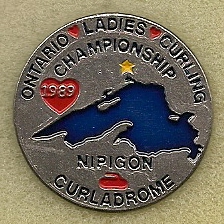 ONTARIO LADIES CURLING
CHAMPIONSHIP
1989
NIPIGON
CURLADROME